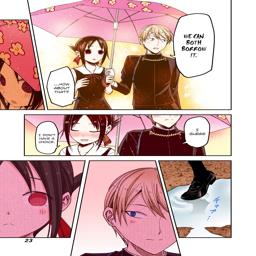 WE CAN
BOTH
BORROW
IT.
...HOW
ABOUT
THAT?
I
GUESS
I DON'T
HAVE A
CHOICE.
23